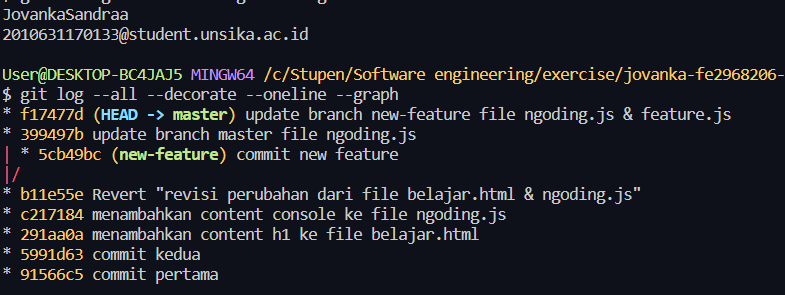 JovankaSandraa
2010631170133@student.unsika.ac.id
User@DESKTOP-BC4JAJ5 MINGW64 /c/Stupen/Software engineering/exercise/jovanka-fe2968206-
$ git log --all --decorate --oneline --graph
* f17477d (HEAD -> master) update branch new-feature file ngoding.js & feature.js
* 399497b update branch master file ngoding.js
| * 5cb49bc (new-feature) commit new feature
|/
* b11e55e Revert "revisi perubahan dari file belajar.html & ngoding.js"
* c217184 menambahkan content console ke file ngoding.js
* 291aa0a menambahkan content h1 ke file belajar.html
* 5991d63 commit kedua
* 91566c5 commit pertama